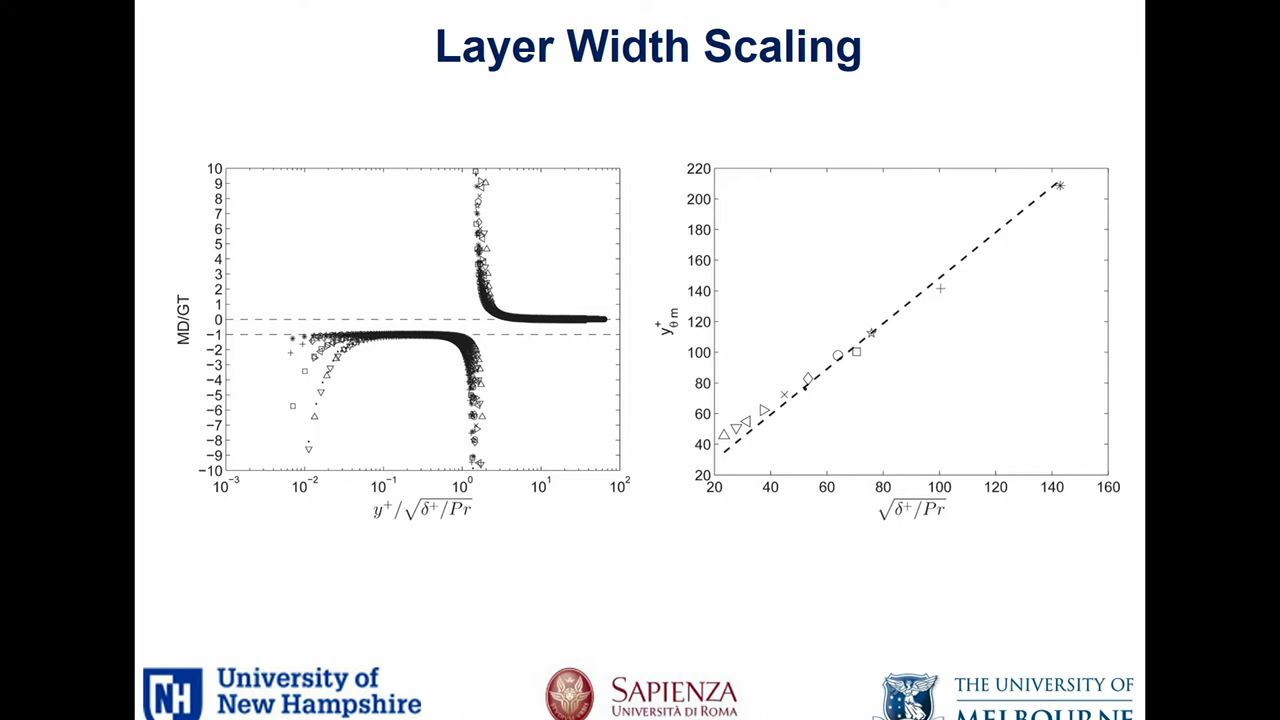 Layer Width Scaling
10
9
8
7
6
5
4
3
2
1
0
−1
−2
−3
−4
−5
−6
−7
−8
−9
−10
MD/GT
10⁻³ 10⁻² 10⁻¹ 10⁰ 10¹ 10²
y⁺/√δ⁺/Pr
220
200
180
160
140
120
100
80
60
40
20
y⁺θ m
20 40 60 80 100 120 140 160
√δ⁺/Pr
NH
University of
New Hampshire
SAPIENZA
UNIVERSITÀ DI ROMA
THE UNIVERSITY OF
MELBOURNE